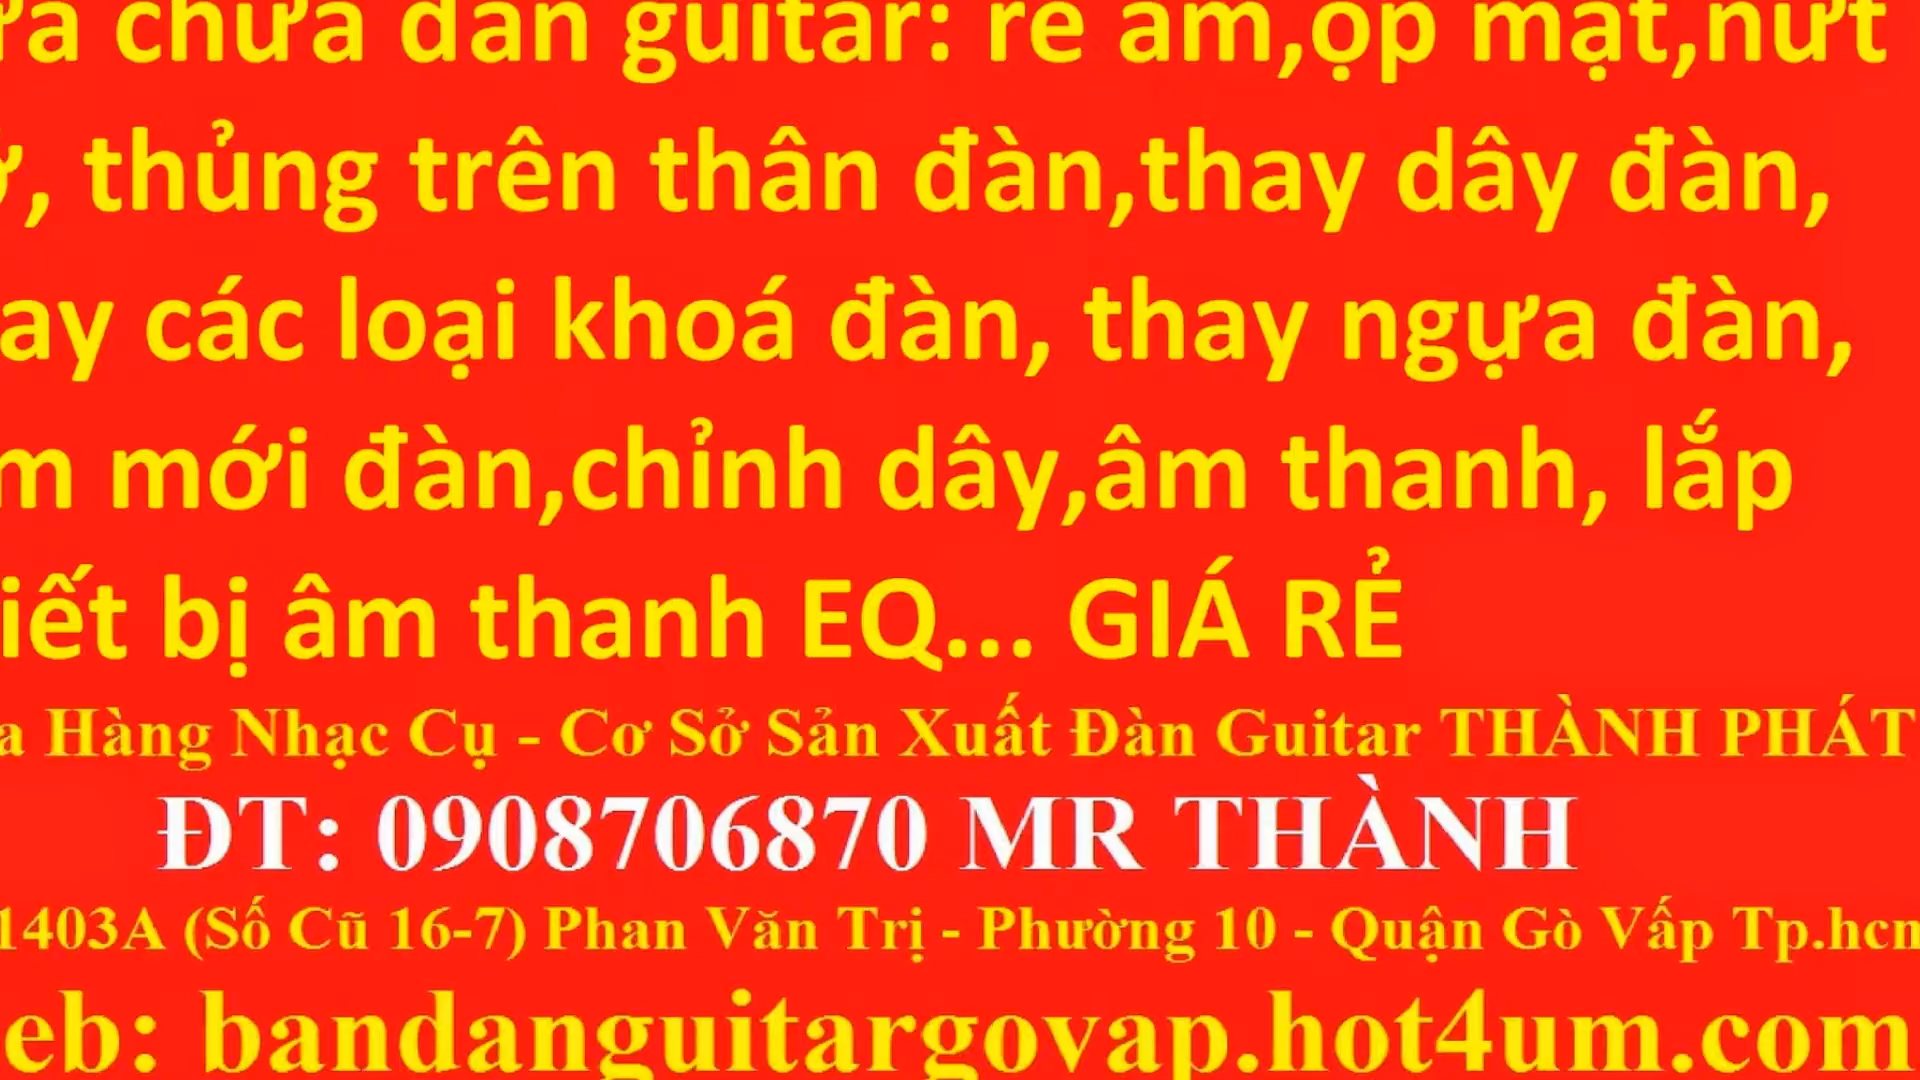 ưa chưa đàn guitar: rè âm,ọp mặt,nứt
, thủng trên thân đàn,thay dây đàn,
ay các loại khoá đàn, thay ngựa đàn,
m mới đàn,chỉnh dây,âm thanh, lắp
iết bị âm thanh EQ... GIÁ RẺ
a Hàng Nhạc Cụ - Cơ Sở Sản Xuất Đàn Guitar THÀNH PHÁT
ĐT: 0908706870 MR THÀNH
1403A (Số Cũ 16-7) Phan Văn Trị - Phường 10 - Quận Gò Vấp Tp.hcm
eb: bandanguitargovap.hot4um.com